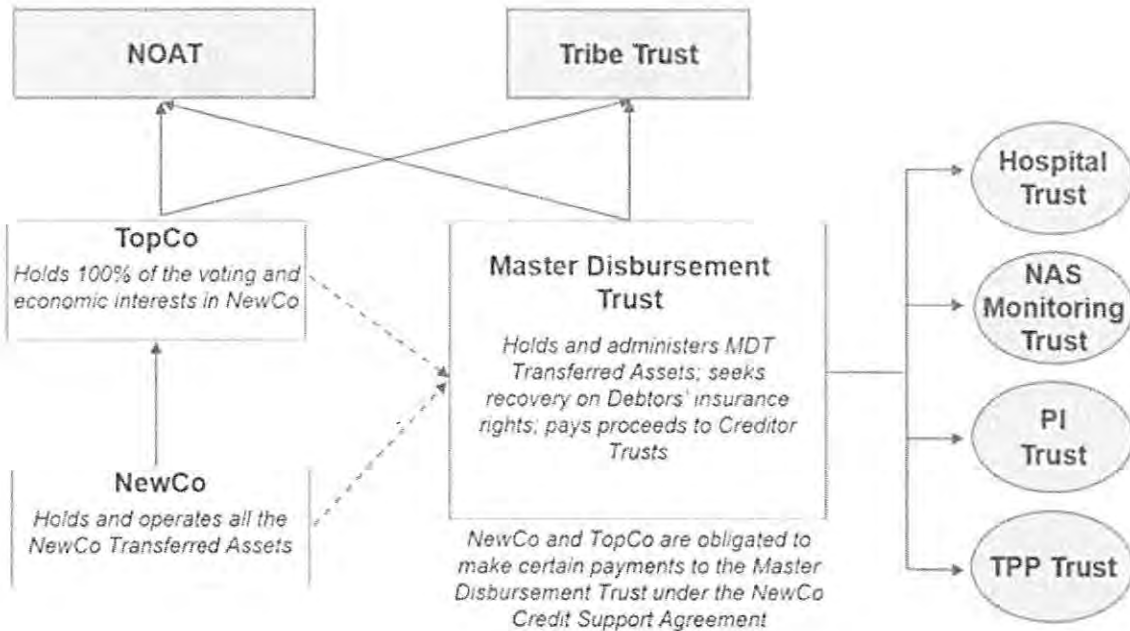 NOAT
Tribe Trust
TopCo
Holds 100% of the voting and
economic interests in NewCo
NewCo
Holds and operates all the
NewCo Transferred Assets
Master Disbursement
Trust
Holds and administers MDT
Transferred Assets; seeks
recovery on Debtors' insurance
rights; pays proceeds to Creditor
Trusts
NewCo and TopCo are obligated to
make certain payments to the Master
Disbursement Trust under the NewCo
Credit Support Agreement
Hospital
Trust
NAS
Monitoring
Trust
PI
Trust
TPP Trust